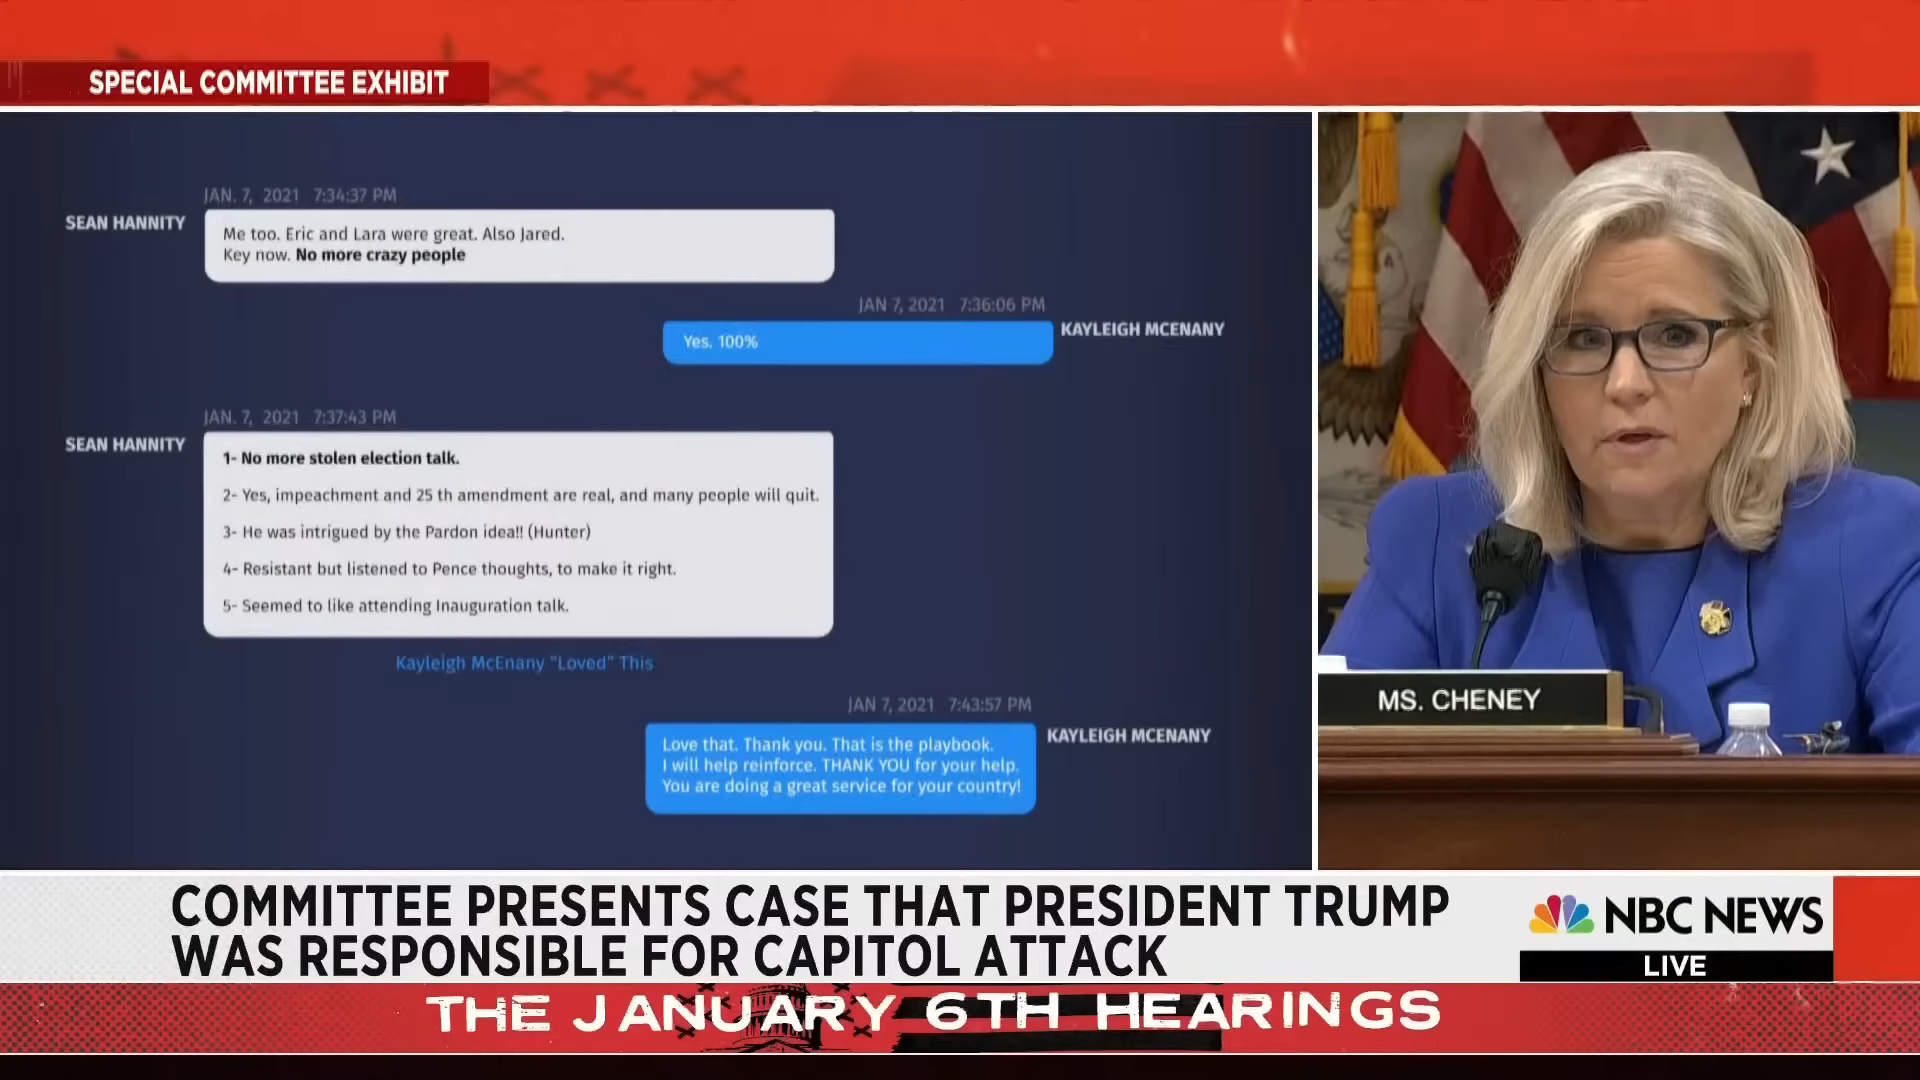 SPECIAL COMMITTEE EXHIBIT
JAN. 7, 2021 7:34:37 PM
SEAN HANNITY
Me too. Eric and Lara were great. Also Jared.
Key now. No more crazy people
JAN 7, 2021 7:36:06 PM
Yes. 100%
KAYLEIGH MCENANY
JAN. 7, 2021 7:37:43 PM
SEAN HANNITY
1- No more stolen election talk.
2- Yes, impeachment and 25 th amendment are real, and many people will quit.
3- He was intrigued by the Pardon idea!! (Hunter)
4- Resistant but listened to Pence thoughts, to make it right.
5- Seemed to like attending Inauguration talk.
Kayleigh McEnany "Loved" This
JAN 7, 2021 7:43:57 PM
Love that. Thank you. That is the playbook.
I will help reinforce. THANK YOU for your help.
You are doing a great service for your country!
KAYLEIGH MCENANY
MS. CHENEY
COMMITTEE PRESENTS CASE THAT PRESIDENT TRUMP
WAS RESPONSIBLE FOR CAPITOL ATTACK
NBC NEWS
LIVE
THE JANUARY 6TH HEARINGS